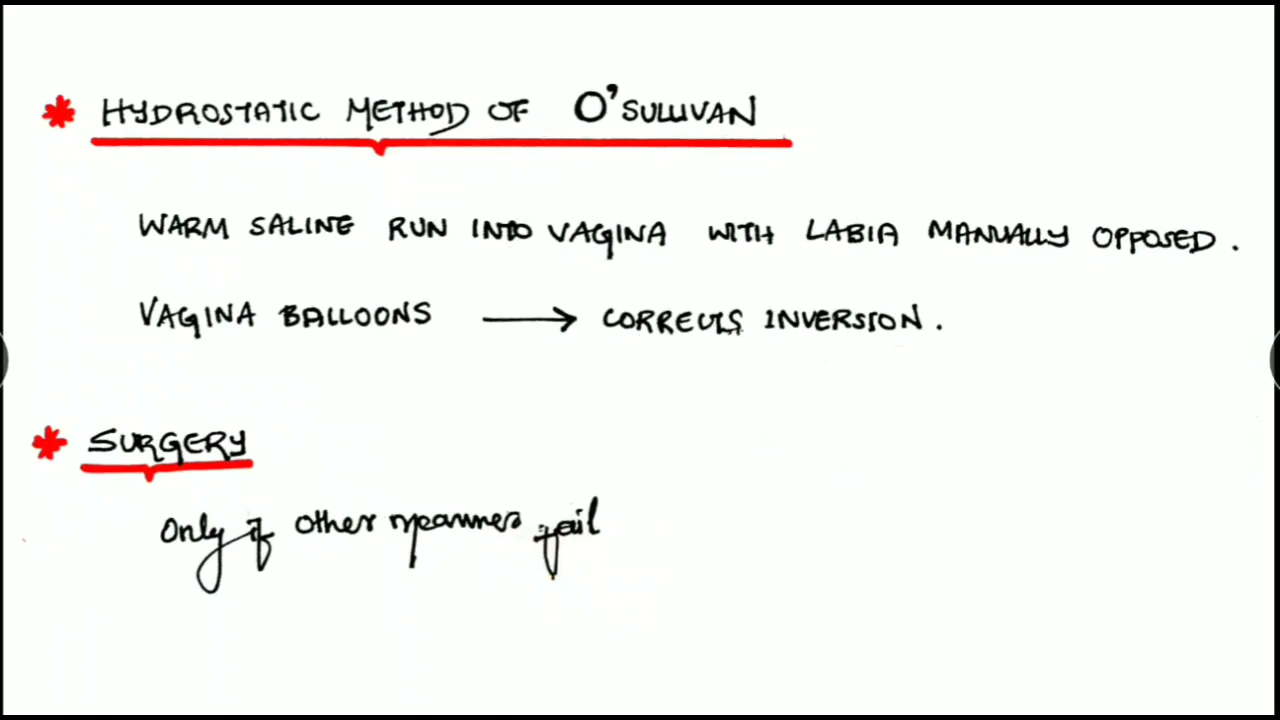 * HYDROSTATIC METHOD OF O'SULLIVAN
WARM SALINE RUN INTO VAGINA WITH LABIA MANUALLY OPPOSED.
VAGINA BALLOONS → CORRECTS INVERSION.
* SURGERY
Only if other measures fail